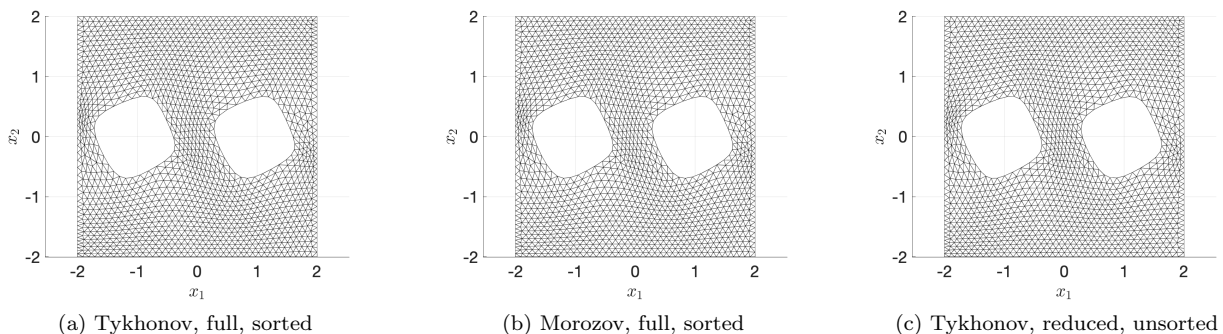 2 2 2
1 1 1
x₂ 0 x₂ 0 x₂ 0
-1 -1 -1
-2 -2 -2
-2 -1 0 1 2 -2 -1 0 1 2 -2 -1 0 1 2
x₁ x₁ x₁
(a) Tykhonov, full, sorted (b) Morozov, full, sorted (c) Tykhonov, reduced, unsorted